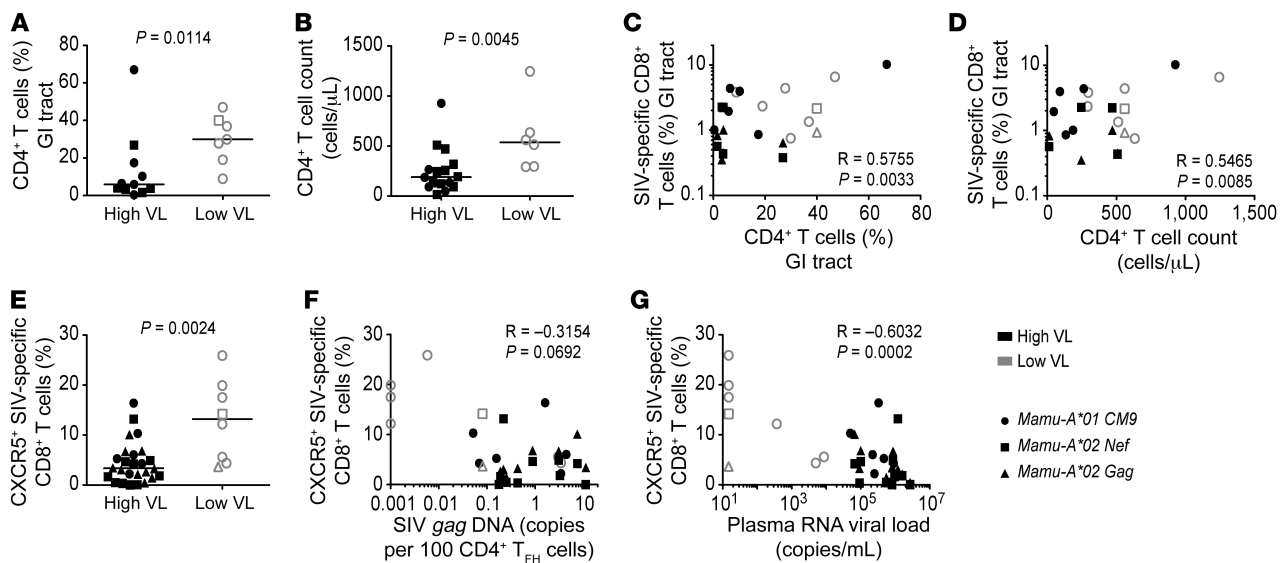 A
CD4⁺ T cells (%)
GI tract
P = 0.0114
80
60
40
20
0
High VL Low VL
B
CD4⁺ T cell count
(cells/μL)
P = 0.0045
1500
1000
500
0
High VL Low VL
C
SIV-specific CD8⁺
T cells (%) GI tract
10
1
0.1
R = 0.5755
P = 0.0033
0 20 40 60 80
CD4⁺ T cells (%)
GI tract
D
SIV-specific CD8⁺
T cells (%) GI tract
10
1
0.1
R = 0.5465
P = 0.0085
0 500 1,000 1,500
CD4⁺ T cell count
(cells/μL)
E
CXCR5⁺ SIV-specific
CD8⁺ T cells (%)
P = 0.0024
30
20
10
0
High VL Low VL
F
CXCR5⁺ SIV-specific
CD8⁺ T cells (%)
R = –0.3154
P = 0.0692
30
20
10
0
0.001 0.01 0.1 1 10
SIV gag DNA (copies
per 100 CD4⁺ TFH cells)
G
CXCR5⁺ SIV-specific
CD8⁺ T cells (%)
R = –0.6032
P = 0.0002
30
20
10
0
10¹ 10³ 10⁵ 10⁷
Plasma RNA viral load
(copies/mL)
High VL
Low VL
Mamu-A*01 CM9
Mamu-A*02 Nef
Mamu-A*02 Gag